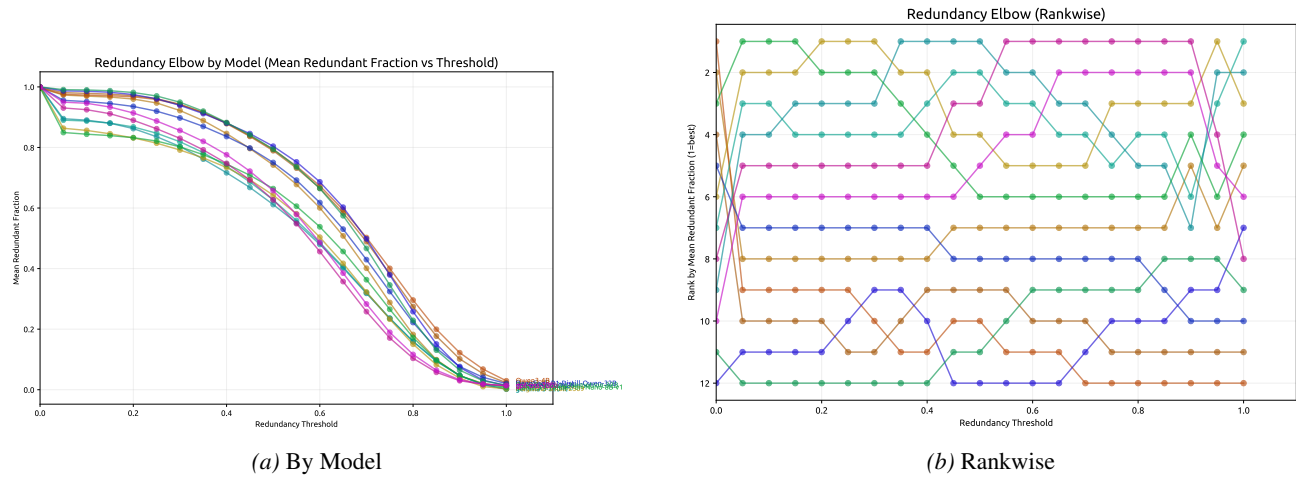 Redundancy Elbow by Model (Mean Redundant Fraction vs Threshold)
Mean Redundant Fraction
1.0
0.8
0.6
0.4
0.2
0.0
0.0 0.2 0.4 0.6 0.8 1.0
Redundancy Threshold
(a) By Model
Redundancy Elbow (Rankwise)
Rank by Mean Redundant Fraction (1=best)
2
4
6
8
10
12
0.0 0.2 0.4 0.6 0.8 1.0
Redundancy Threshold
(b) Rankwise